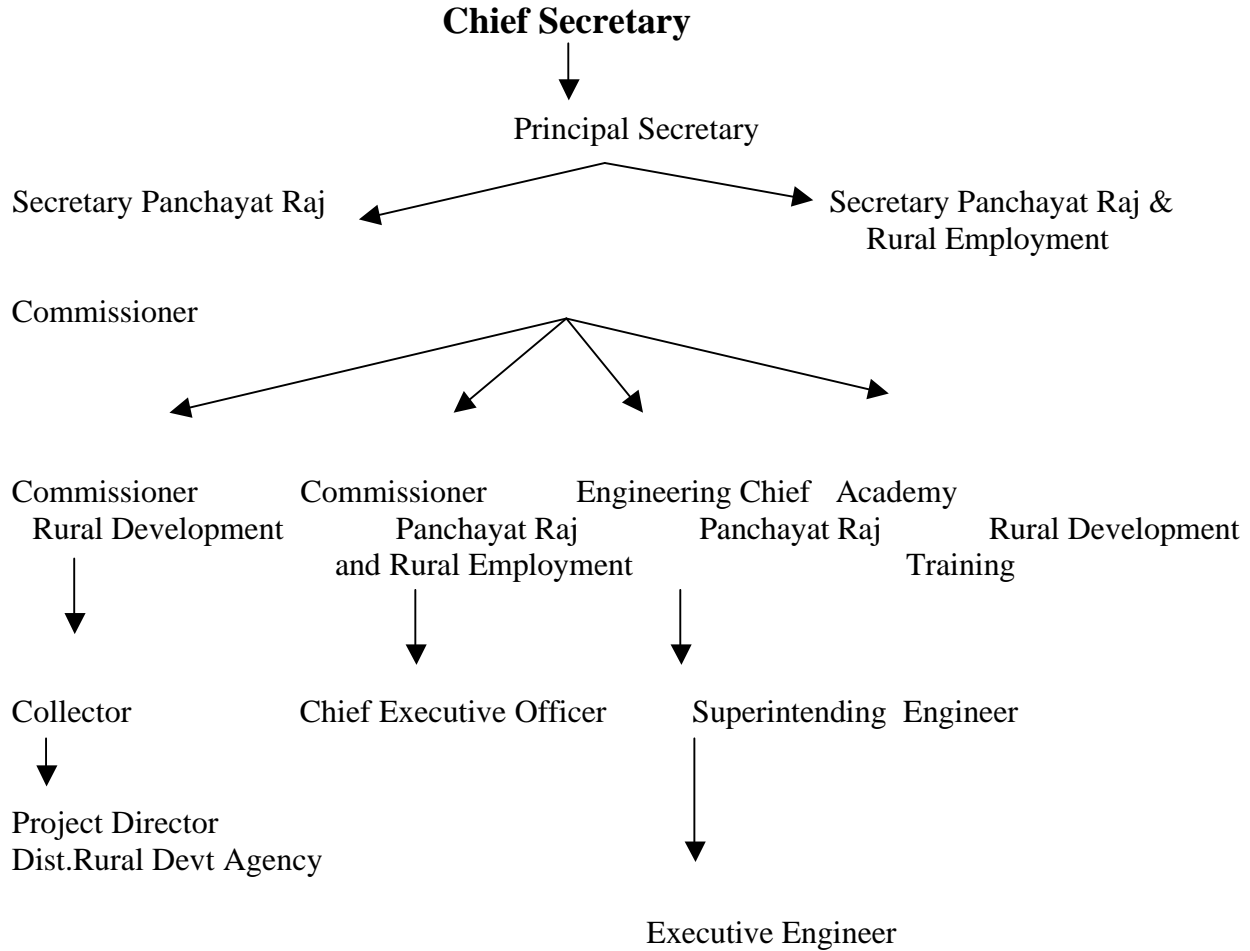 Chief Secretary
Principal Secretary
Secretary Panchayat Raj Secretary Panchayat Raj &
Rural Employment
Commissioner
Commissioner Commissioner Engineering Chief Academy
Rural Development Panchayat Raj Panchayat Raj Rural Development
and Rural Employment Training
Collector Chief Executive Officer Superintending Engineer
Project Director
Dist.Rural Devt Agency
Executive Engineer